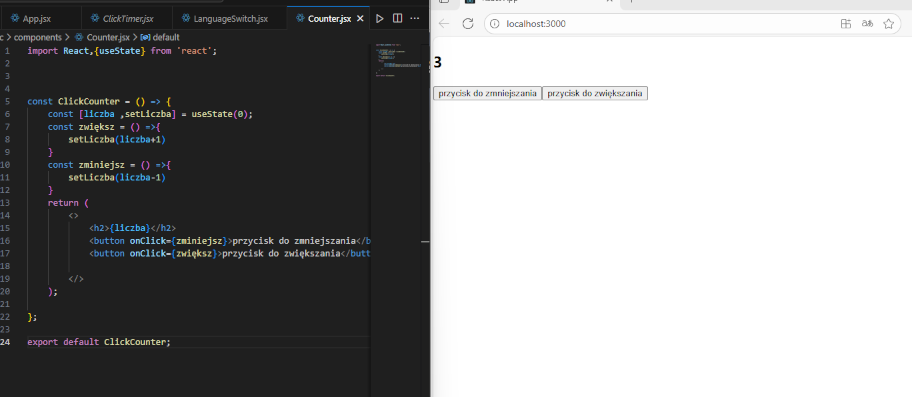 App.jsx ClickTimer.jsx LanguageSwitch.jsx Counter.jsx
c > components > Counter.jsx > default
1 import React,{useState} from 'react';
2
3
4
5 const ClickCounter = () => {
6 const [liczba ,setLiczba] = useState(0);
7 const zwiększ = () =>{
8 setLiczba(liczba+1)
9 }
10 const zminiejsz = () =>{
11 setLiczba(liczba-1)
12 }
13 return (
14 <>
15 <h2>{liczba}</h2>
16 <button onClick={zminiejsz}>przycisk do zmniejszania</b
17 <button onClick={zwiększ}>przycisk do zwiększania</butt
18
19 </>
20 );
21
22 };
23
24 export default ClickCounter;
localhost:3000
3
przycisk do zmniejszania przycisk do zwiększania